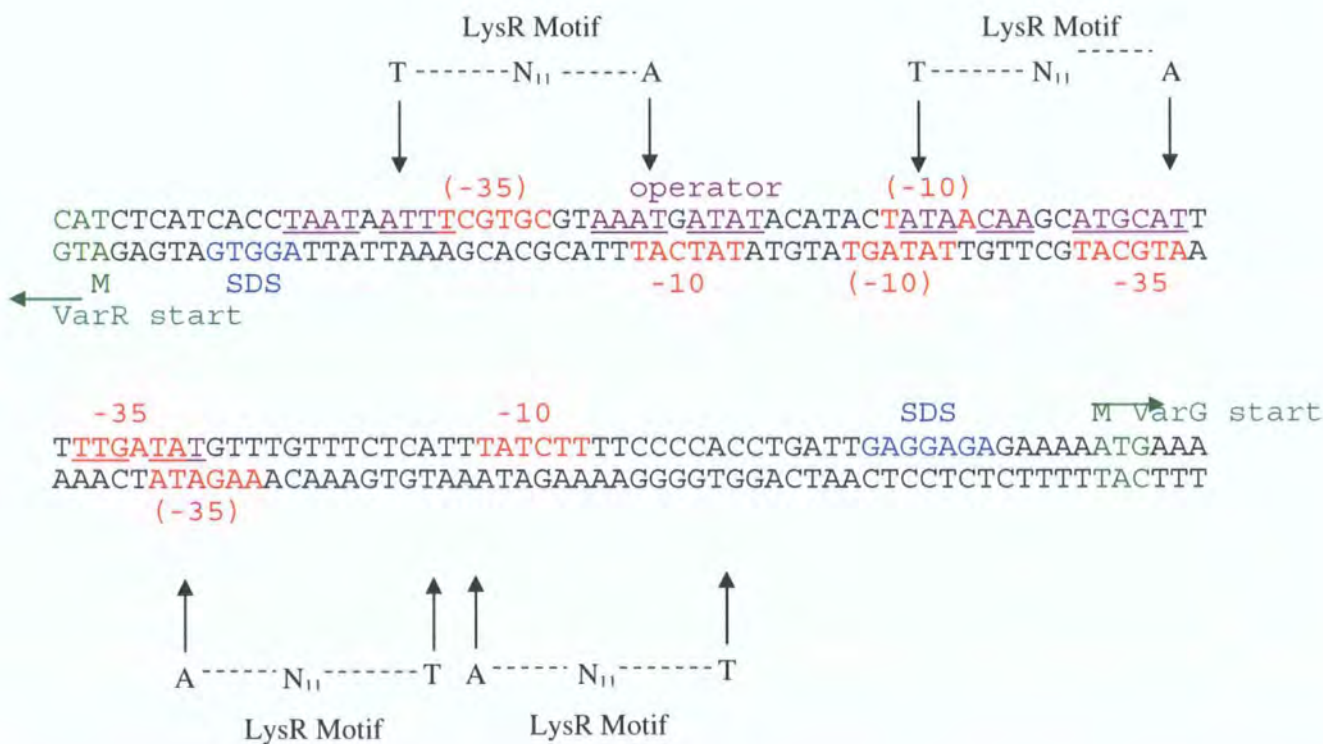 LysR Motif LysR Motif
T N₁₁ A T N₁₁ A
(-35) operator (-10)
CATCTCATCACCTAATAATTTCGTGCGTAAATGATATACATACTATAACAAGCATGCATT
GTAGAGTAGTGGATTATTAAAGCACGCATTTACTATATGTATGATATTGTTCGTACGTAA
M SDS -10 (-10) -35
VarR start
-35 -10 SDS M VarG start
TTTGATATGTTTGTTTCTCATTTATCTTTTCCCCACCTGATTGAGGAGAGAAAAATGAAA
AAACTATAGAAACAAAGTGTAAATAGAAAAGGGGTGGACTAACTCCTCTCTTTTTACTTT
(-35)
A N₁₁ T A N₁₁ T
LysR Motif LysR Motif